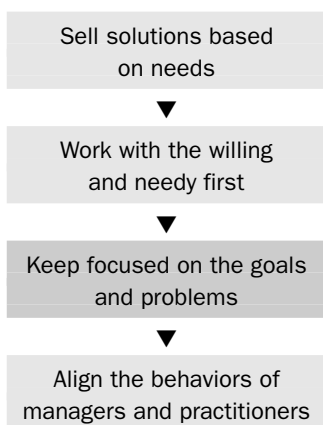 Sell solutions based
on needs
Work with the willing
and needy first
Keep focused on the goals
and problems
Align the behaviors of
managers and practitioners